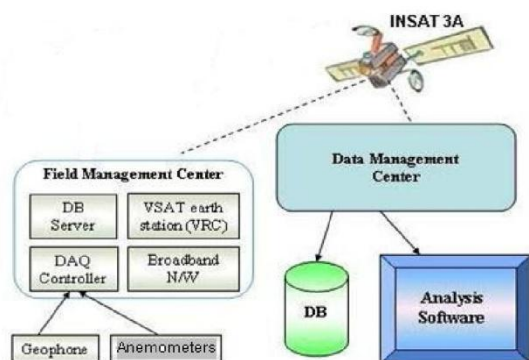 INSAT 3A
Field Management Center
DB
Server
VSAT earth
station (VRC)
DAQ
Controller
Broadband
N/W
Geophone
Anemometers
Data Management
Center
DB
Analysis
Software